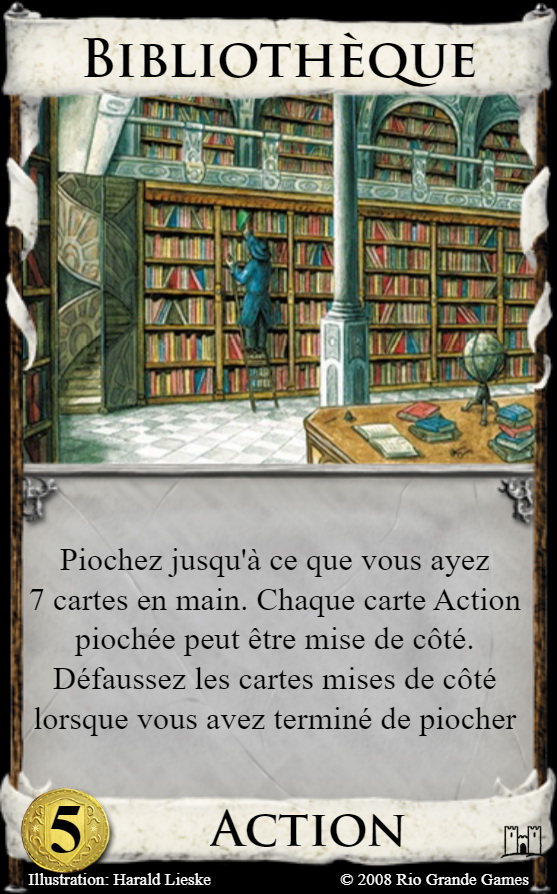 BIBLIOTHÈQUE
Piochez jusqu'à ce que vous ayez
7 cartes en main. Chaque carte Action
piochée peut être mise de côté.
Défaussez les cartes mises de côté
lorsque vous avez terminé de piocher
5
ACTION
Illustration: Harald Lieske
© 2008 Rio Grande Games